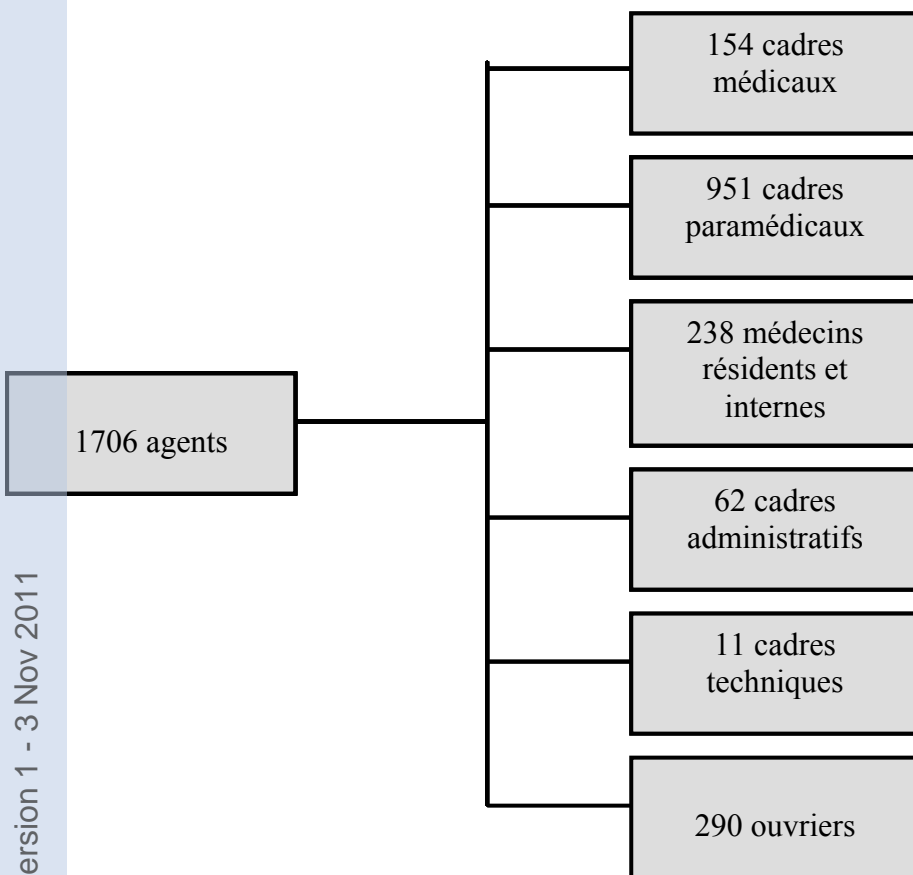 154 cadres
médicaux
951 cadres
paramédicaux
238 médecins
résidents et
internes
1706 agents
62 cadres
administratifs
11 cadres
techniques
290 ouvriers
ersion 1 - 3 Nov 2011